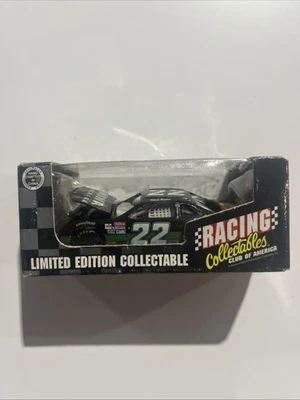 22
RACING
Collectables
CLUB OF AMERICA
LIMITED EDITION COLLECTABLE